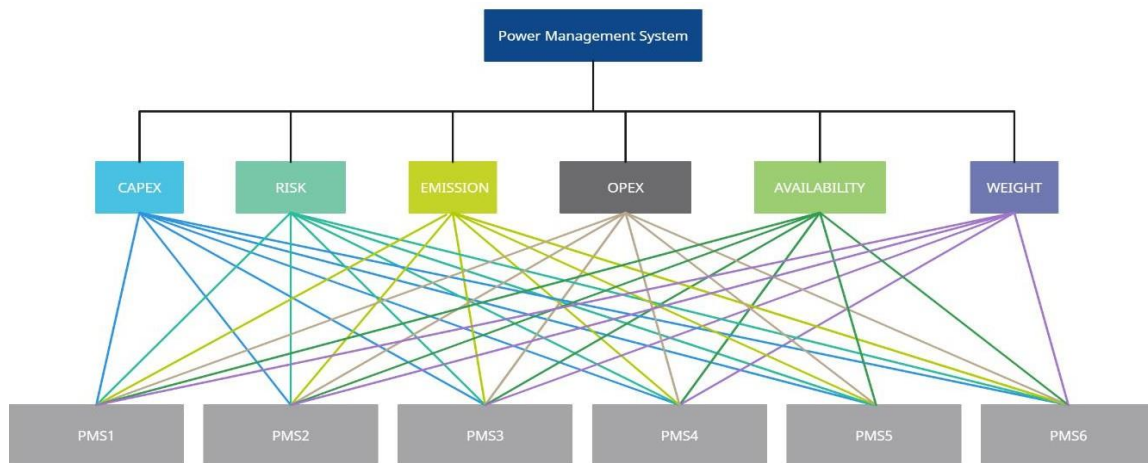 Power Management System
CAPEX
RISK
EMISSION
OPEX
AVAILABILITY
WEIGHT
PMS1
PMS2
PMS3
PMS4
PMS5
PMS6